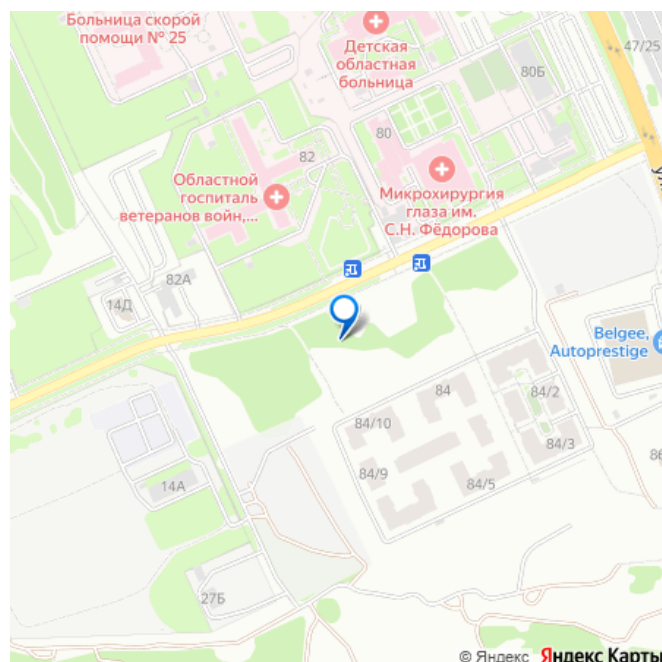 Больница скорой
помощи № 25
Детская
областная
больница
47/25
80Б
80
82
Областной
госпиталь
ветеранов войн,...
Микрохирургия
глаза им.
С.Н. Фёдорова
82А
14Д
Belgee,
Autoprestige
84/10
84
84/2
84/3
84/9
84/5
86
14А
27Б
© Яндекс Яндекс Карты